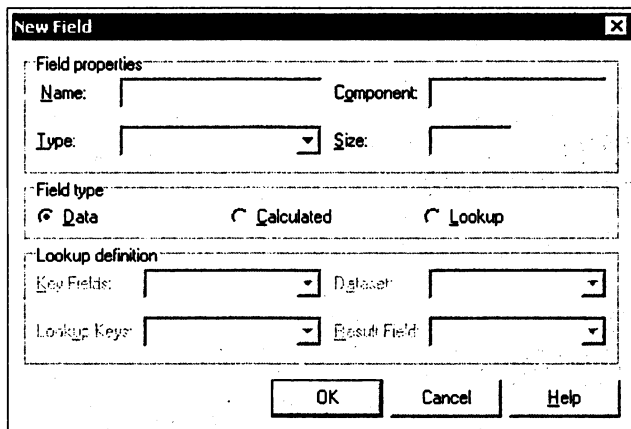 New Field
Field properties
Name: Component:
Type: Size:
Field type
Data Calculated Lookup
Lookup definition
Key Fields: Dataset:
Lookup Keys: Result Field:
OK Cancel Help